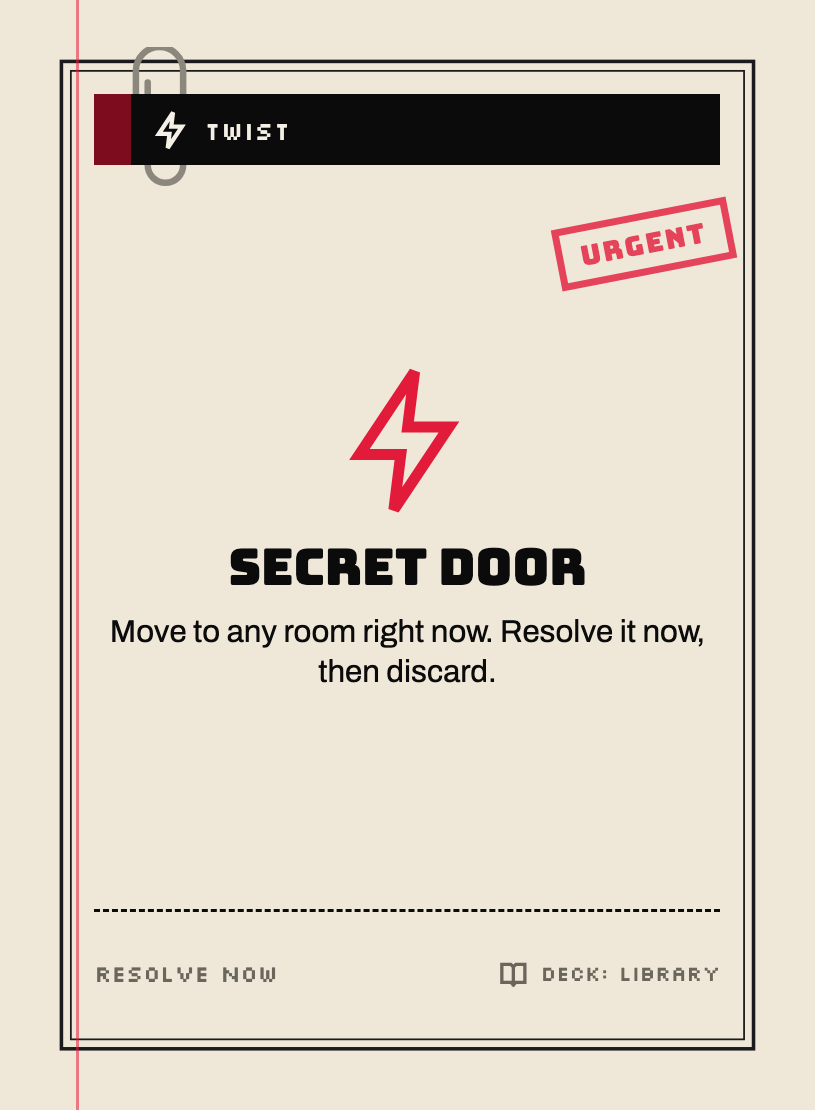 TWIST
URGENT
SECRET DOOR
Move to any room right now. Resolve it now,
then discard.
RESOLVE NOW
DECK: LIBRARY